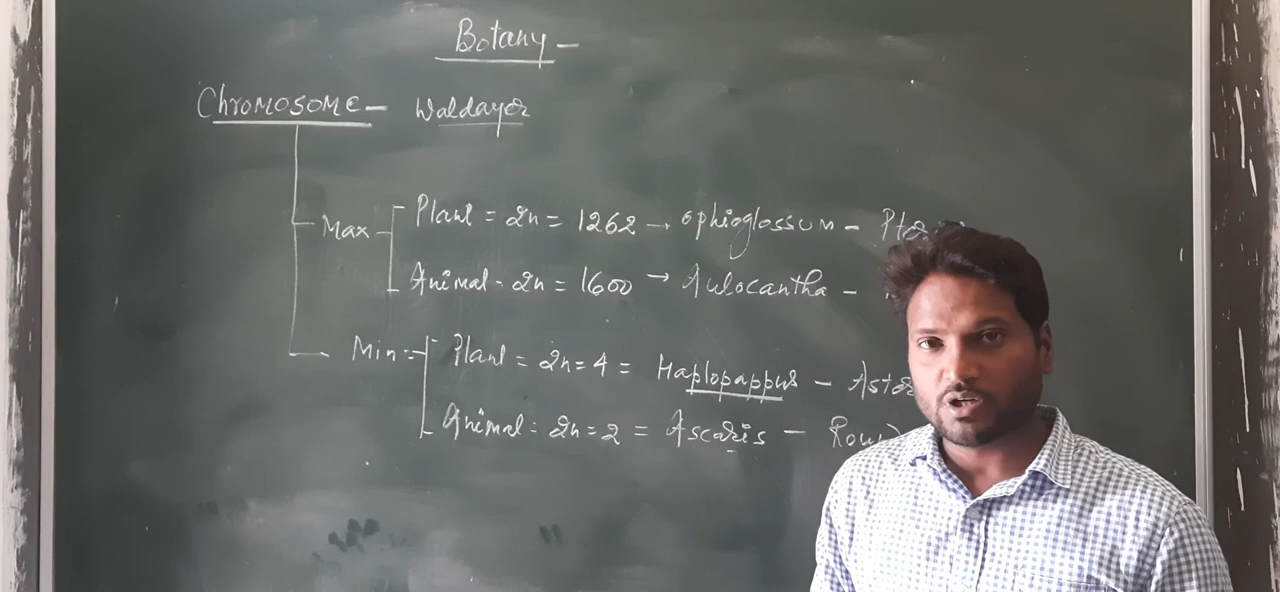 Botany -
CHROMOSOME - Waldayer
Max - Plant = 2n = 1262 → Ophioglossum -
Animal - 2n = 1600 → Aulocantha -
Min :- Plant = 2n = 4 = Haplopappus -
Animal = 2n = 2 = Ascaris -